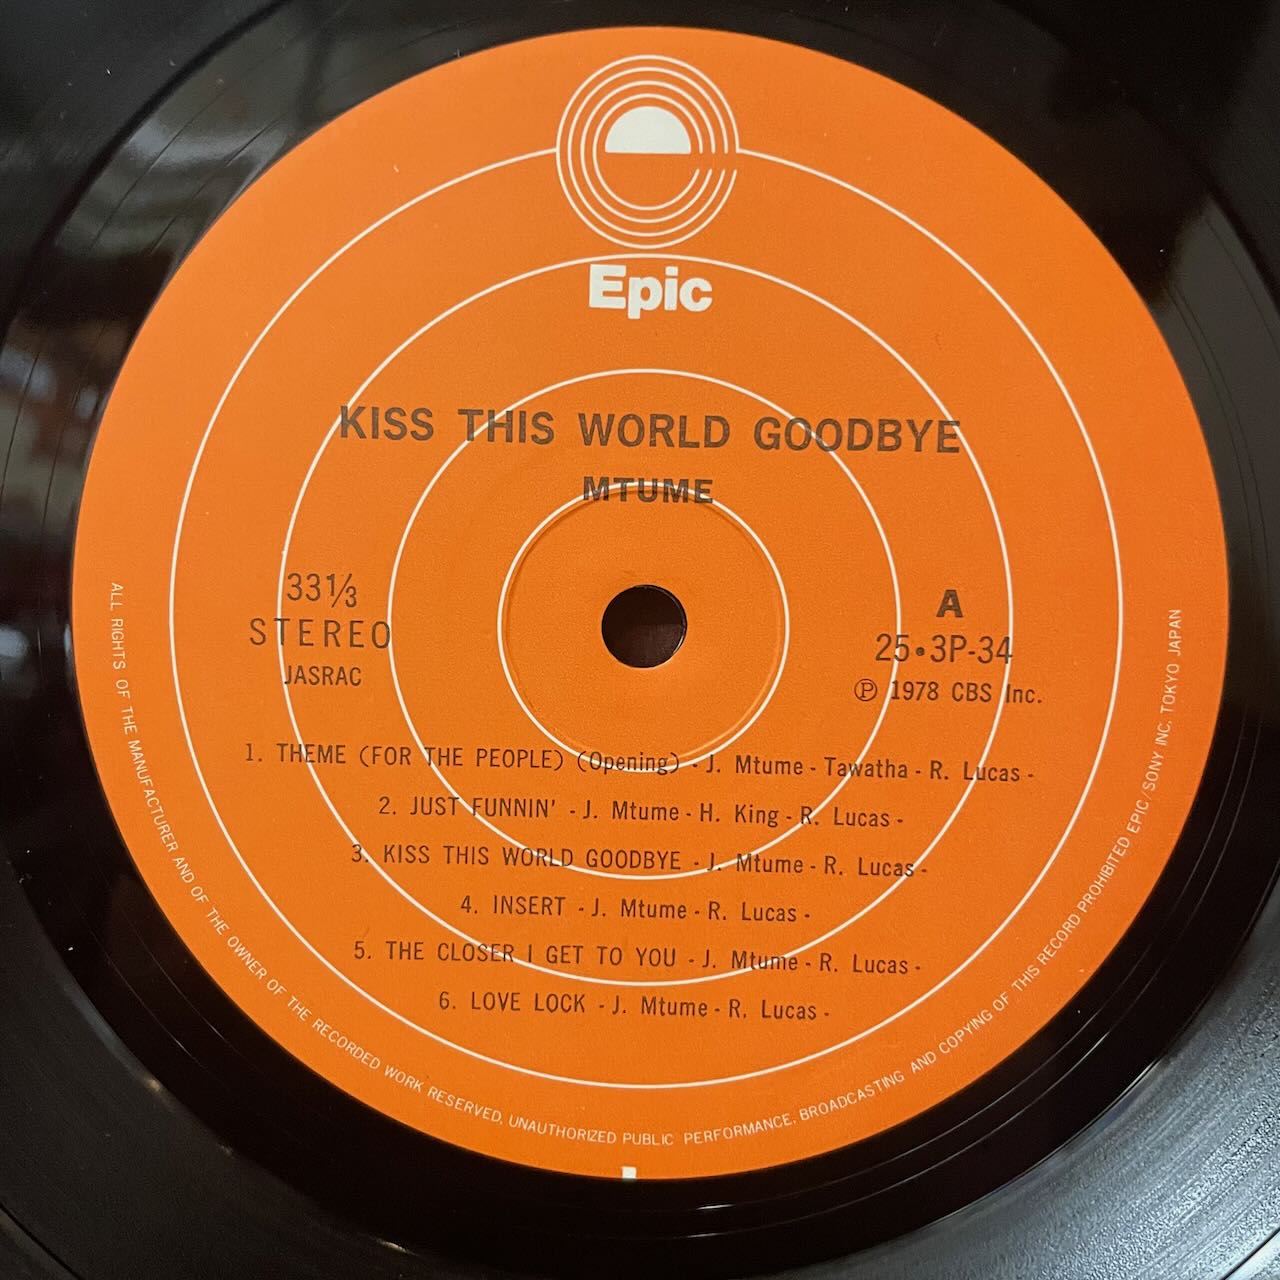 Epic
KISS THIS WORLD GOODBYE
MTUME
33⅓
STEREO
JASRAC
A
25•3P-34
Ⓟ 1978 CBS Inc.
1. THEME (FOR THE PEOPLE) (Opening) - J. Mtume - Tawatha - R. Lucas -
2. JUST FUNNIN' - J. Mtume - H. King - R. Lucas -
3. KISS THIS WORLD GOODBYE - J. Mtume - R. Lucas -
4. INSERT - J. Mtume - R. Lucas -
5. THE CLOSER I GET TO YOU - J. Mtume - R. Lucas -
6. LOVE LOCK - J. Mtume - R. Lucas -
ALL RIGHTS OF THE MANUFACTURER AND OF THE OWNER OF THE RECORDED WORK RESERVED, UNAUTHORIZED PUBLIC PERFORMANCE, BROADCASTING AND COPYING OF THIS RECORD PROHIBITED EPIC/SONY INC. TOKYO JAPAN